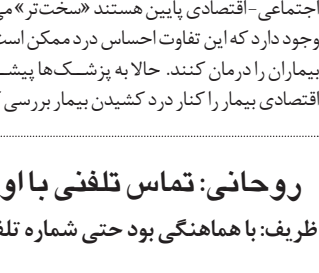 اجتماعی-اقتصادی پایین هستند «سخت‌تر» می
وجود دارد که این تفاوت احساس درد ممکن است
بیماران را درمان کنند. حالا به پزشک‌ها پیشـ
اقتصادی بیمار را کنار درد کشیدن بیمار بررسی
روحانی: تماس تلفنی با او
ظریف: با هماهنگی بود حتی شماره تلف